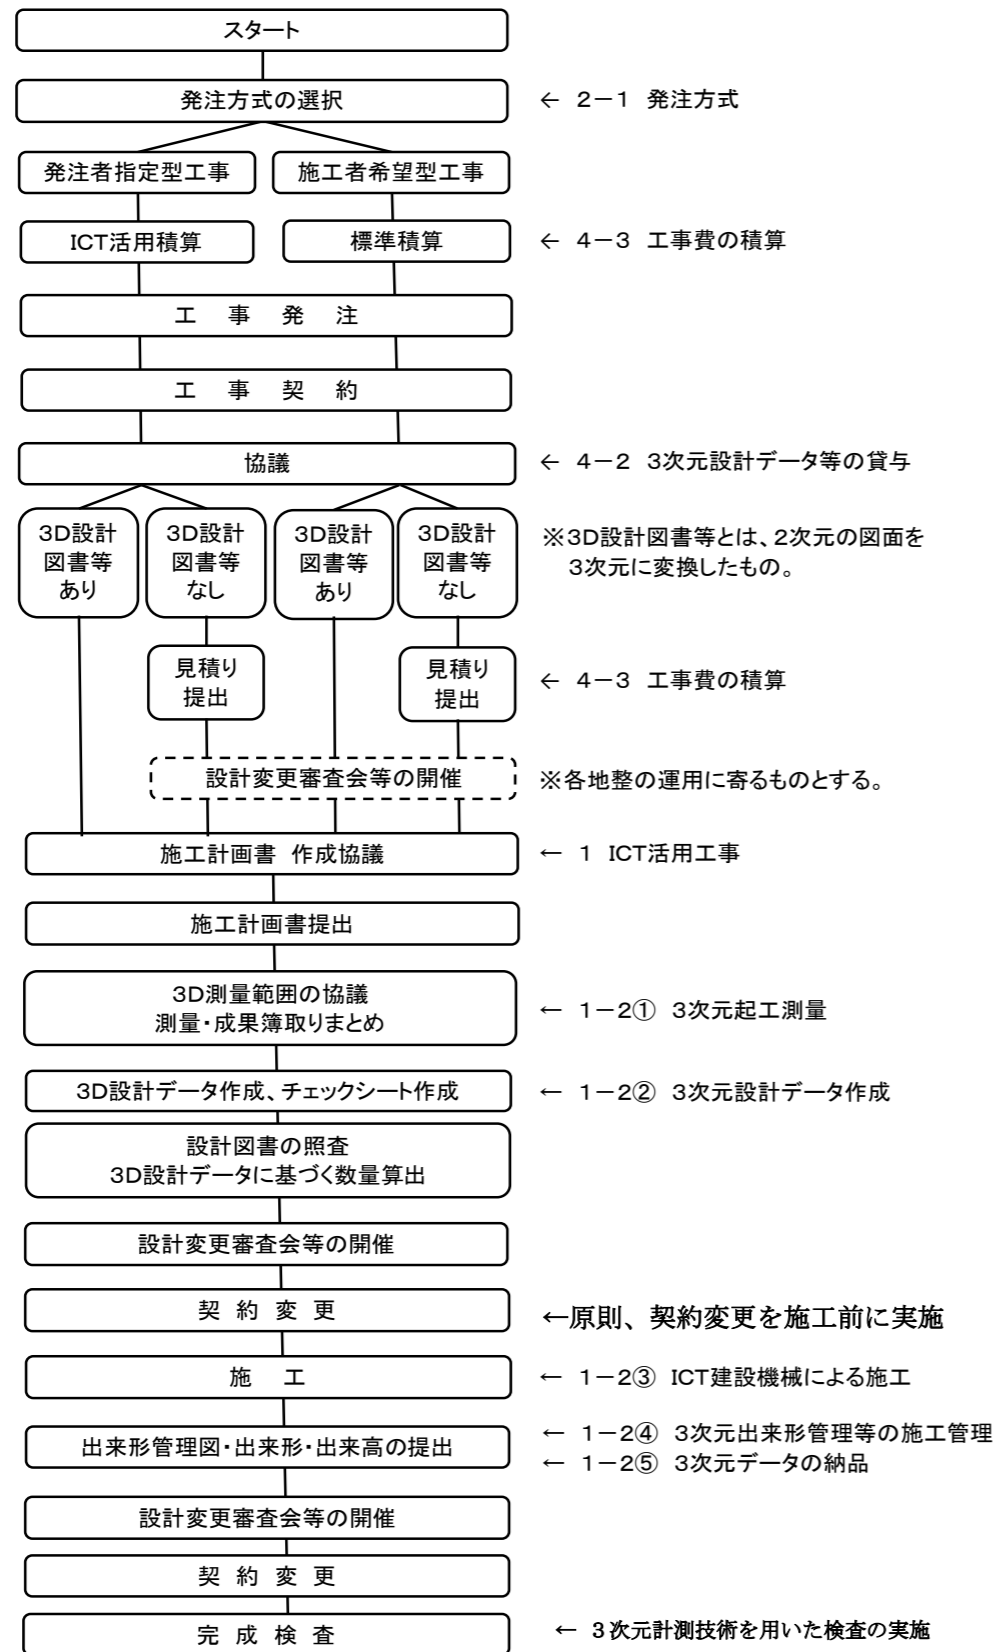 スタート
発注方式の選択
← 2－1 発注方式
発注者指定型工事
施工者希望型工事
ICT活用積算
標準積算
← 4－3 工事費の積算
工 事 発 注
工 事 契 約
協議
← 4－2 3次元設計データ等の貸与
3D設計
図書等
あり
3D設計
図書等
なし
3D設計
図書等
あり
3D設計
図書等
なし
※3D設計図書等とは、2次元の図面を
3次元に変換したもの。
見積り
提出
見積り
提出
← 4－3 工事費の積算
設計変更審査会等の開催
※各地整の運用に寄るものとする。
施工計画書 作成協議
← 1 ICT活用工事
施工計画書提出
3D測量範囲の協議
測量・成果簿取りまとめ
← 1－2① 3次元起工測量
3D設計データ作成、チェックシート作成
← 1－2② 3次元設計データ作成
設計図書の照査
3D設計データに基づく数量算出
設計変更審査会等の開催
契 約 変 更
←原則、契約変更を施工前に実施
施 工
← 1－2③ ICT建設機械による施工
出来形管理図・出来形・出来高の提出
← 1－2④ 3次元出来形管理等の施工管理
← 1－2⑤ 3次元データの納品
設計変更審査会等の開催
契 約 変 更
完 成 検 査
← 3次元計測技術を用いた検査の実施